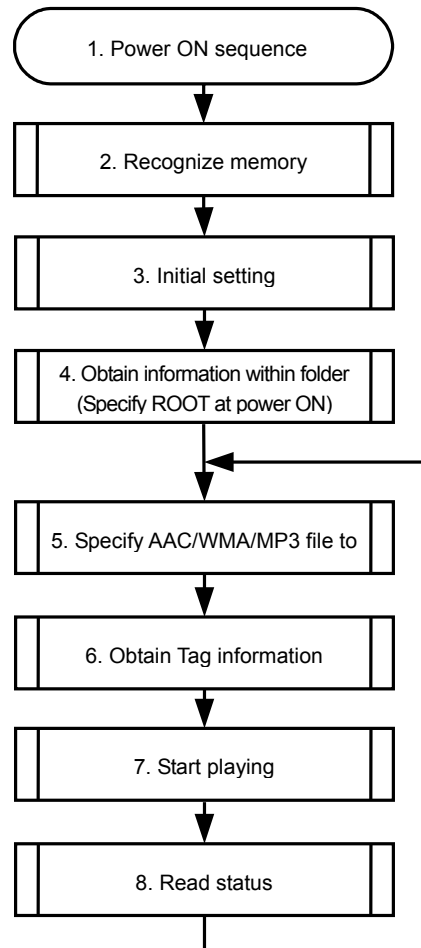 1. Power ON sequence
2. Recognize memory
3. Initial setting
4. Obtain information within folder
(Specify ROOT at power ON)
5. Specify AAC/WMA/MP3 file to
6. Obtain Tag information
7. Start playing
8. Read status